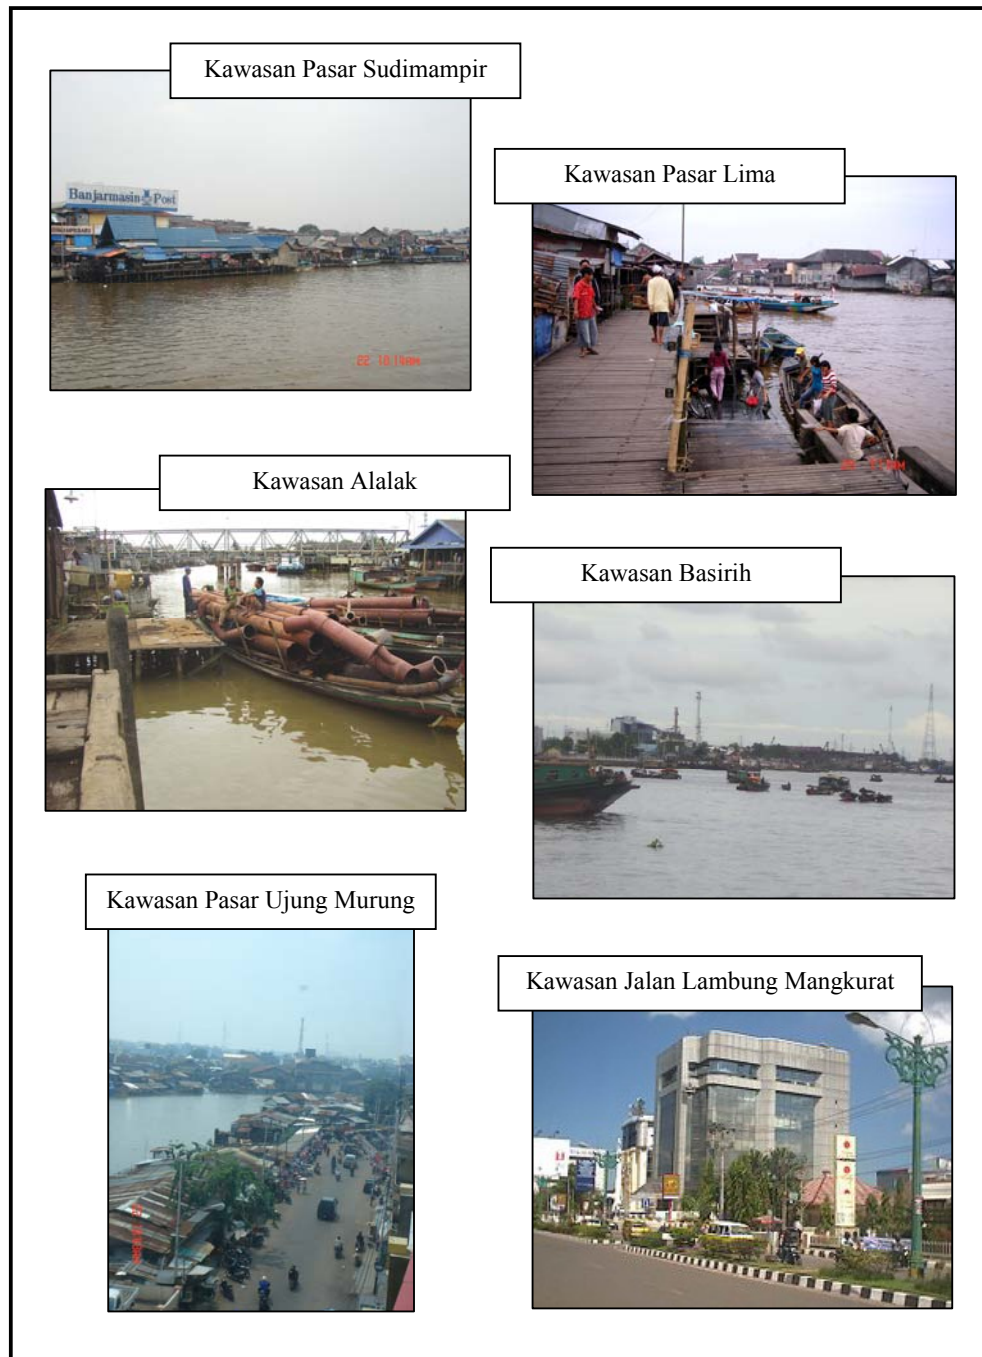 Kawasan Pasar Sudimampir
Banjarmasin Post
Kawasan Pasar Lima
Kawasan Alalak
Kawasan Basirih
Kawasan Pasar Ujung Murung
Kawasan Jalan Lambung Mangkurat